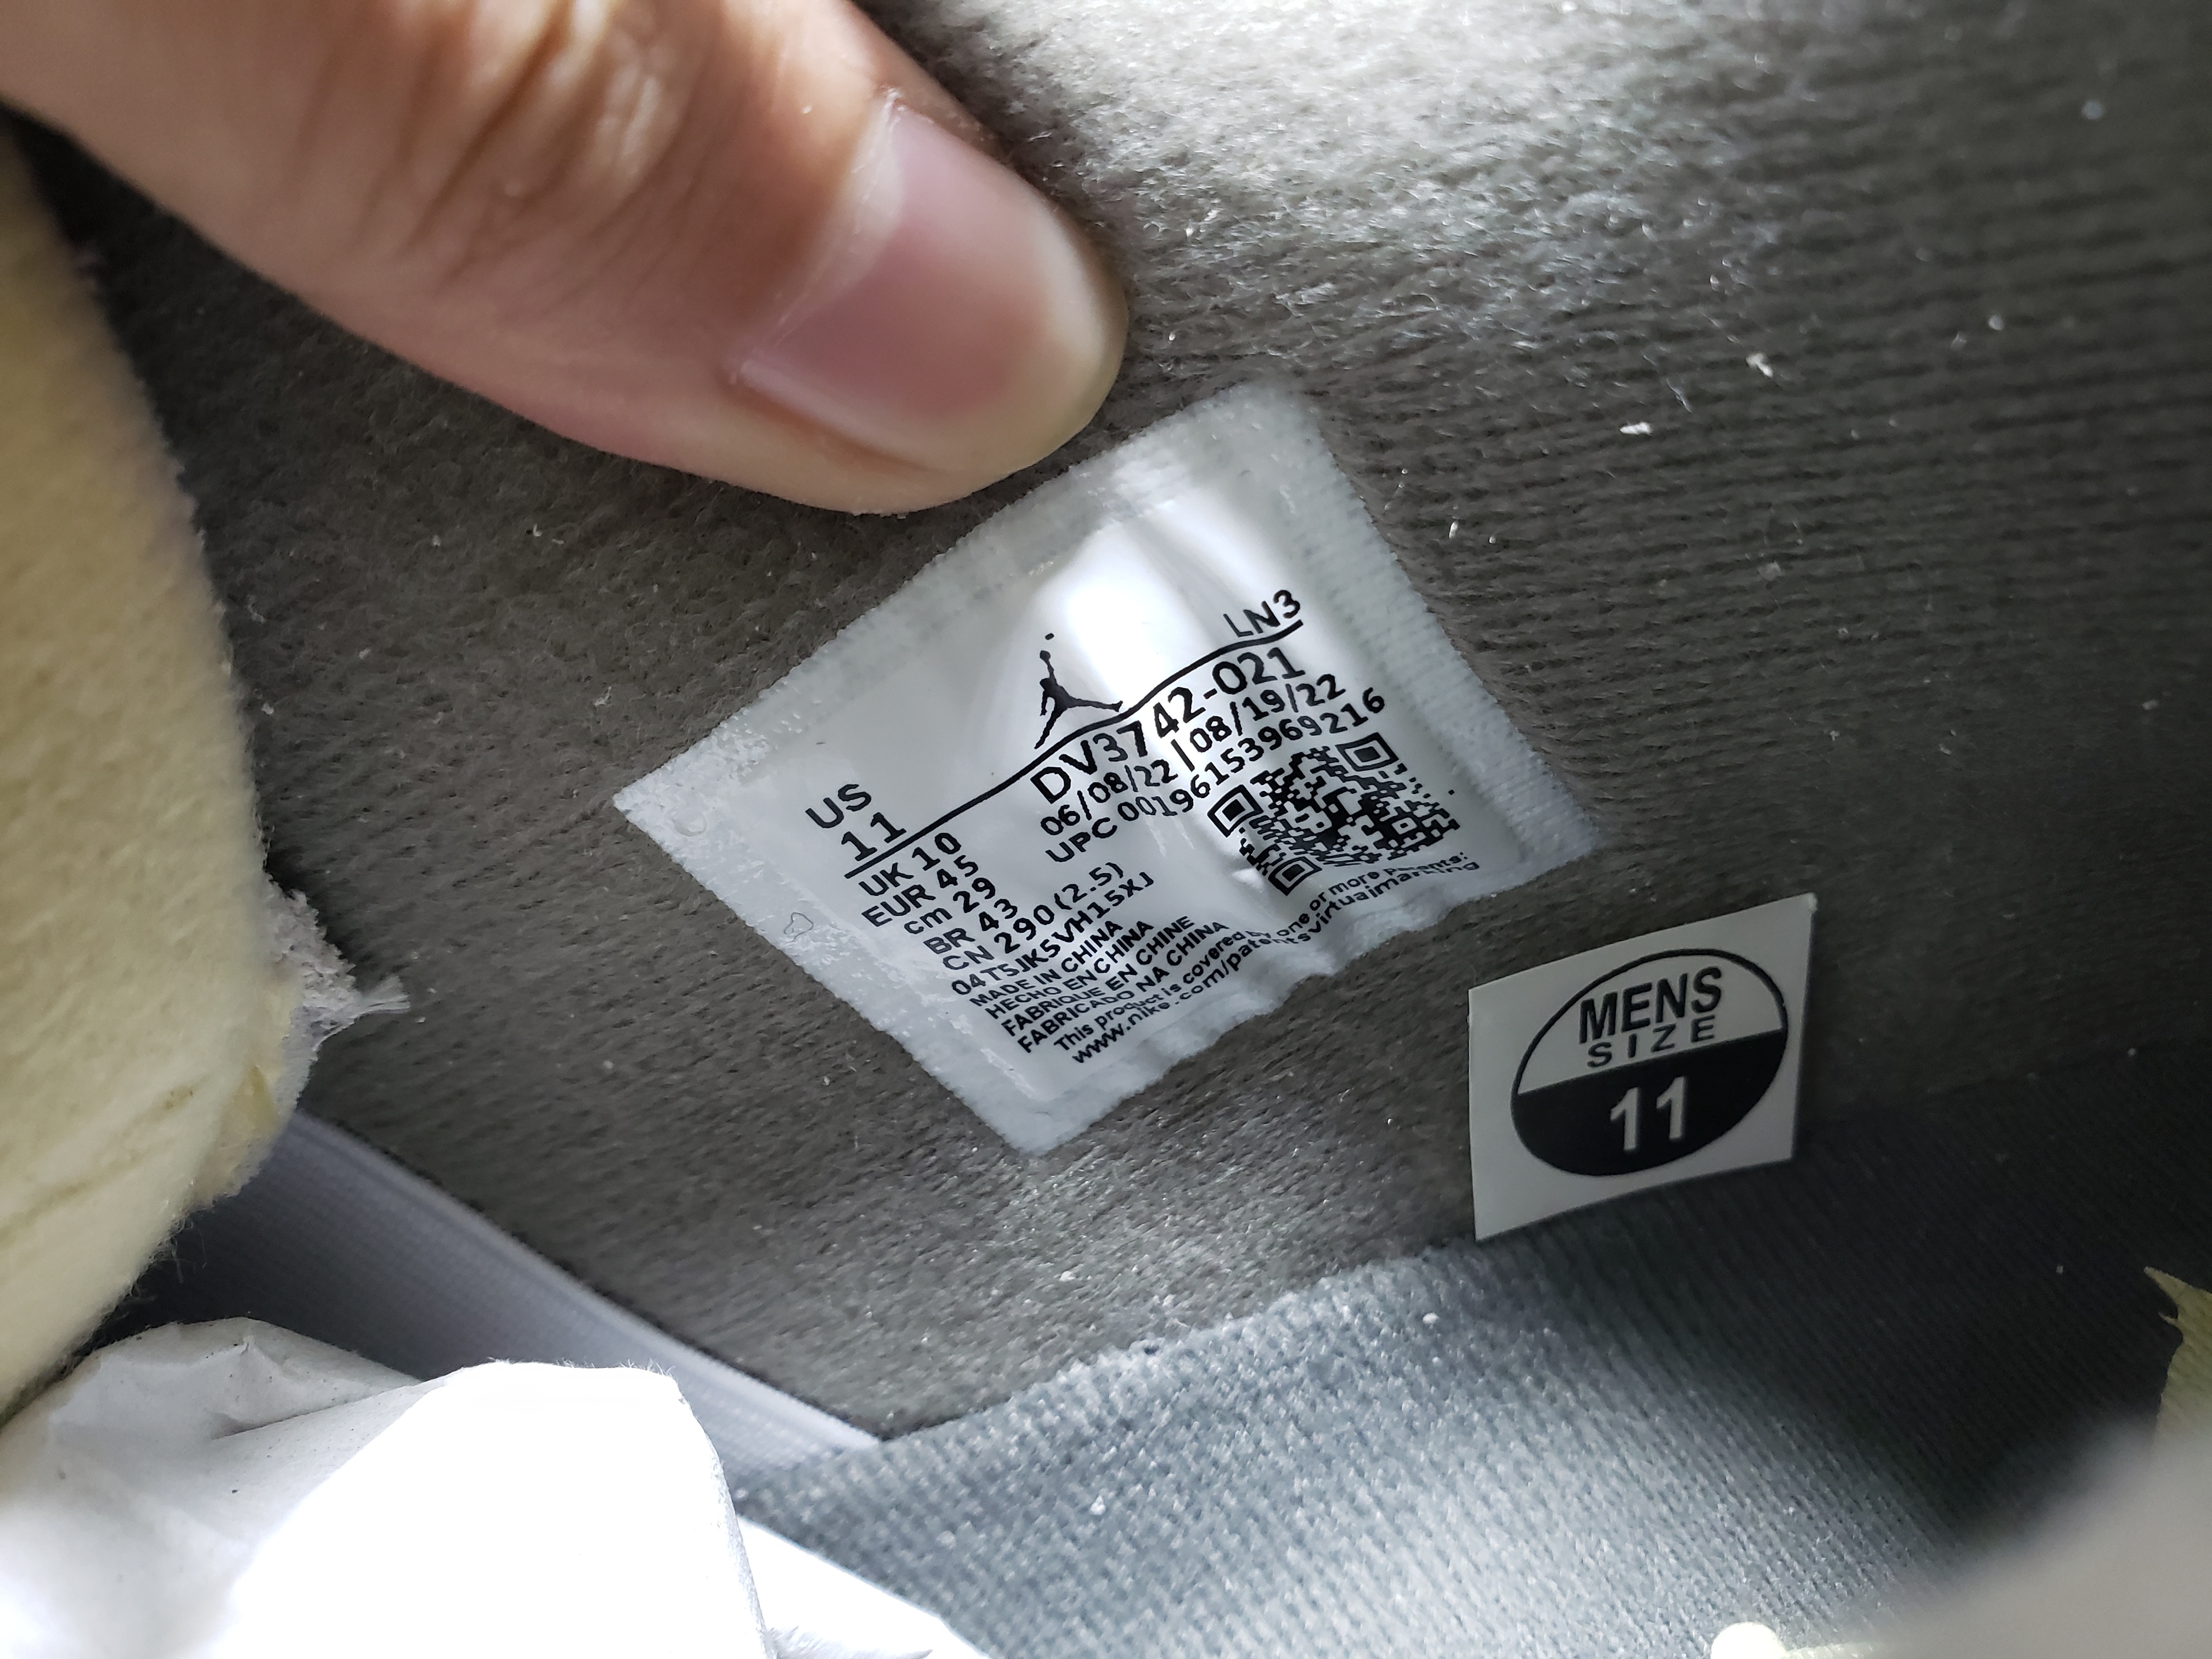 LN3
US
11
DV3742-021
06/08/22 | 08/19/22
UPC 00196153969216
UK 10
EUR 45
cm 29
BR 43
CN 290 (2.5)
04T5JK5VH15XJ
MADE IN CHINA
HECHO EN CHINA
FABRIQUE EN CHINE
FABRICADO NA CHINA
This product is covered by one or more patents:
www.nike.com/patentsvirtualmarking
MENS
SIZE
11